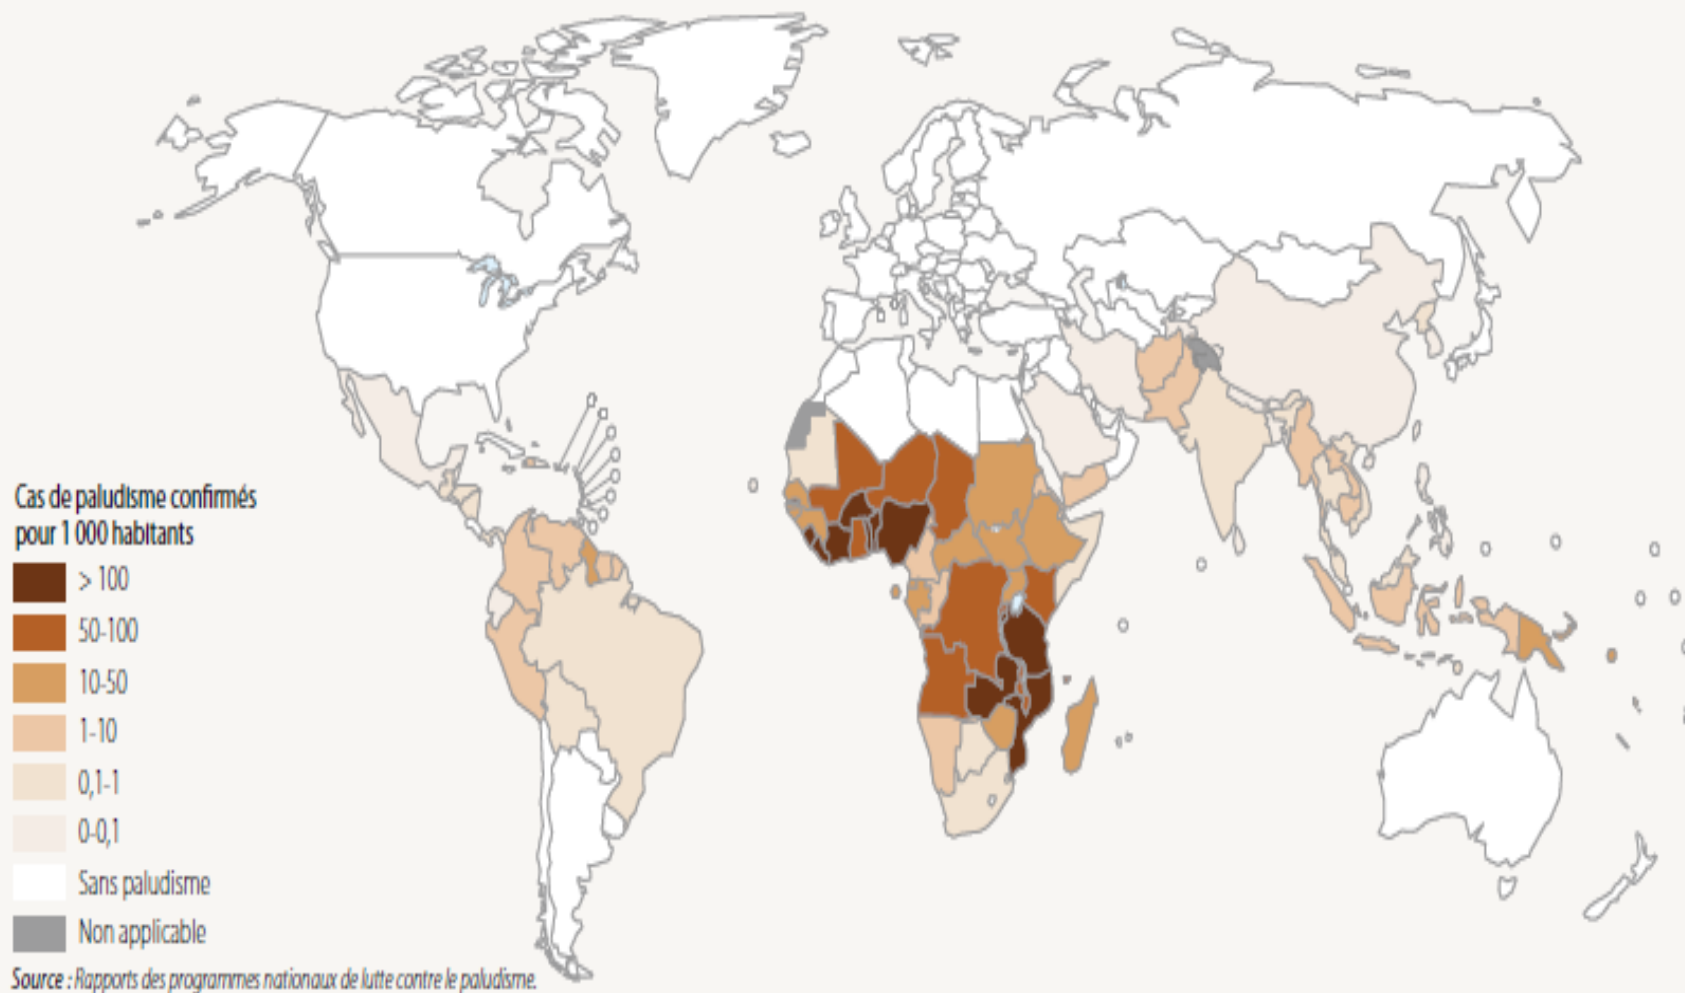 Cas de paludisme confirmés
pour 1 000 habitants
> 100
50-100
10-50
1-10
0,1-1
0-0,1
Sans paludisme
Non applicable
Source : Rapports des programmes nationaux de lutte contre le paludisme.